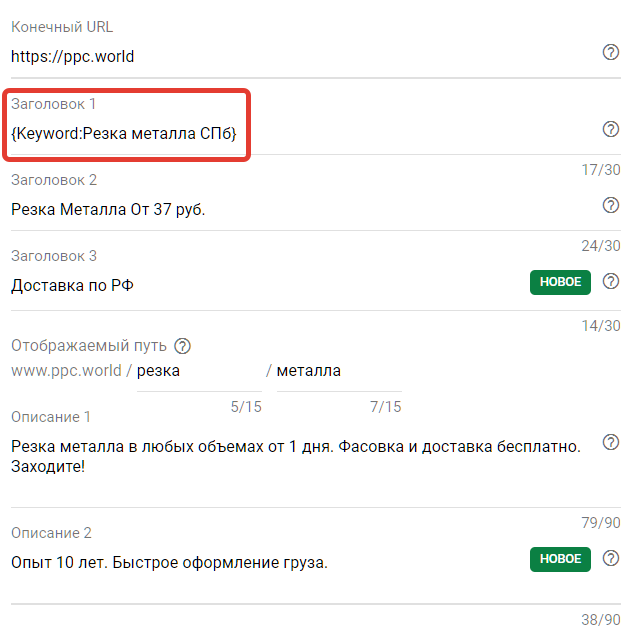 Конечный URL
https://ppc.world
Заголовок 1
{Keyword:Резка металла СПб}
17/30
Заголовок 2
Резка Металла От 37 руб.
24/30
Заголовок 3
Доставка по РФ
НОВОЕ
14/30
Отображаемый путь
www.ppc.world / резка / металла
5/15 7/15
Описание 1
Резка металла в любых объемах от 1 дня. Фасовка и доставка бесплатно.
Заходите!
79/90
Описание 2
Опыт 10 лет. Быстрое оформление груза.
НОВОЕ
38/90